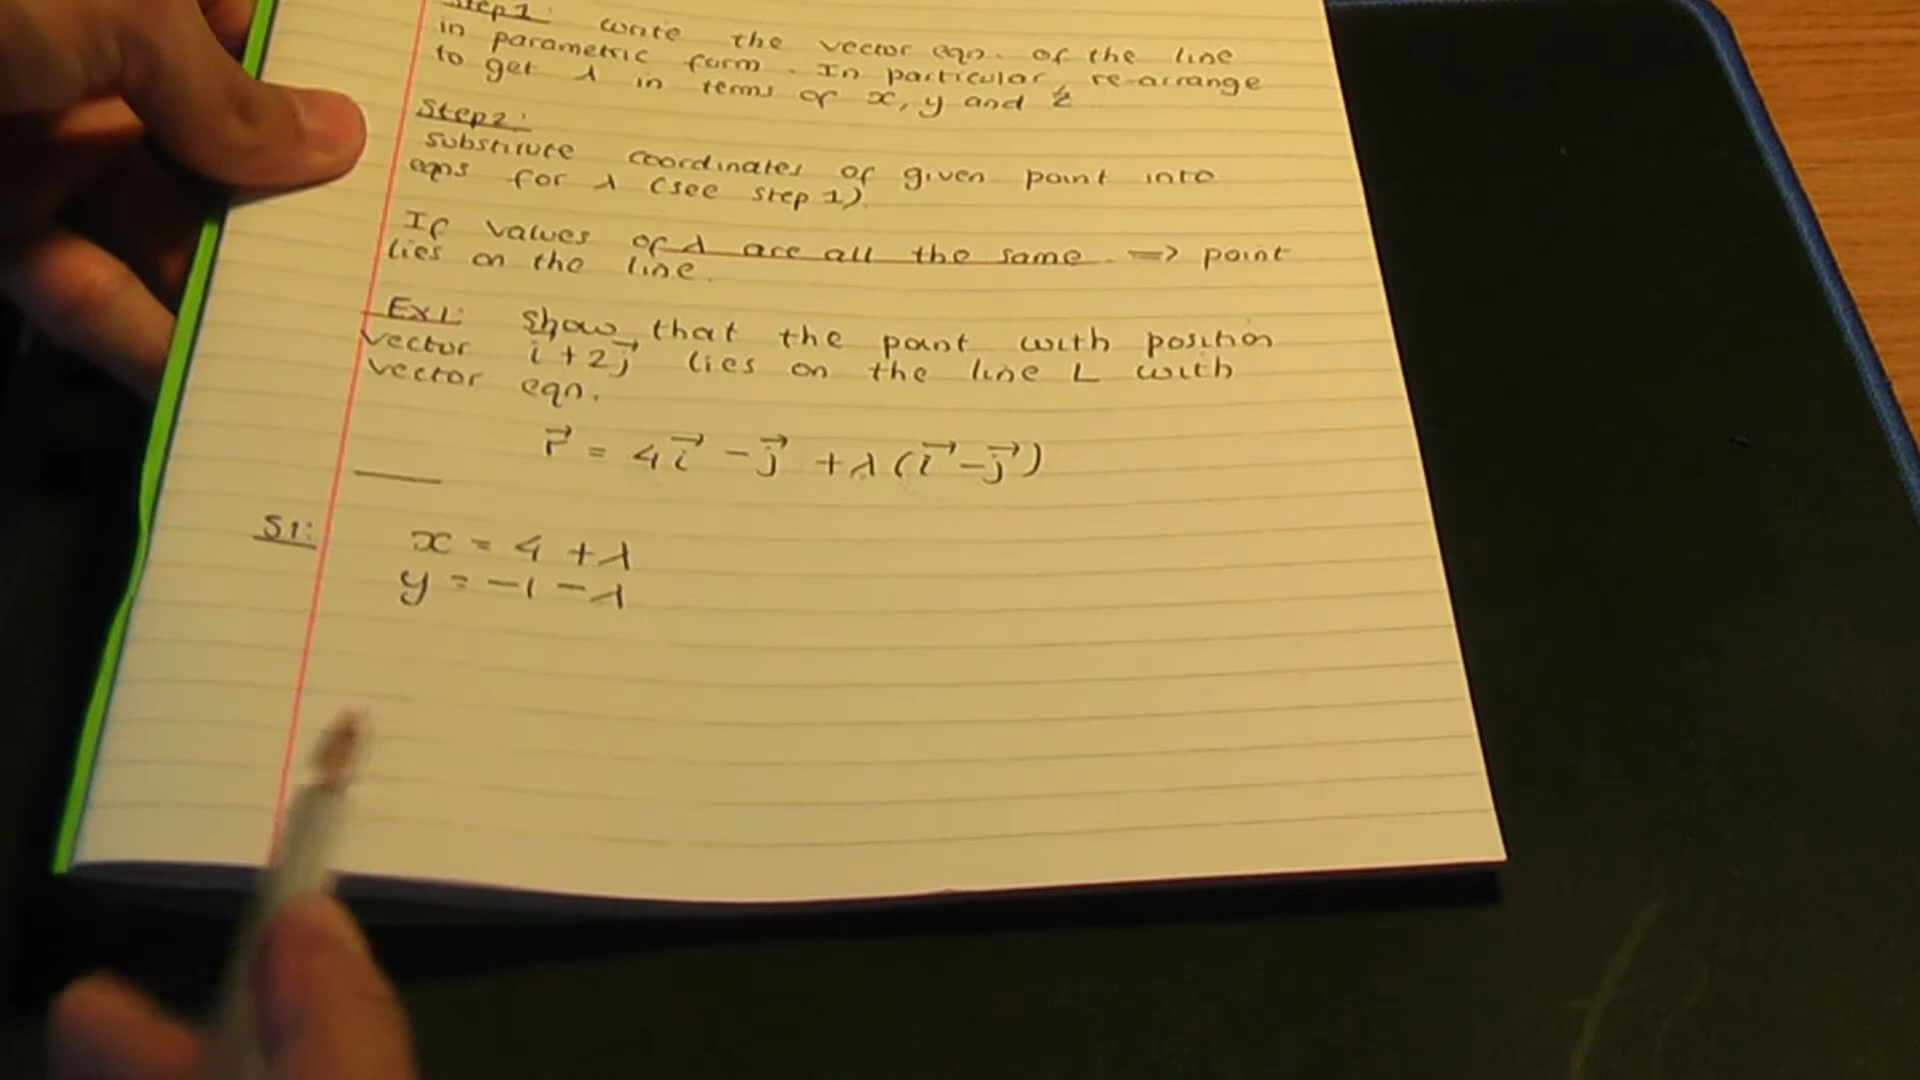 Step1: write the vector eqn. of the line
in parametric form. In particular, re-arrange
to get λ in terms of x, y and z
Step2:
Substitute coordinates of given point into
eqns for λ (see step 1).
If values of λ are all the same ⇒ point
lies on the line.
Ex1: Show that the point with position
vector i + 2j⃗ lies on the line L with
vector eqn.
r⃗ = 4i⃗ - j⃗ + λ(i⃗ - j⃗)
S1: x = 4 + λ
y = -1 - λ